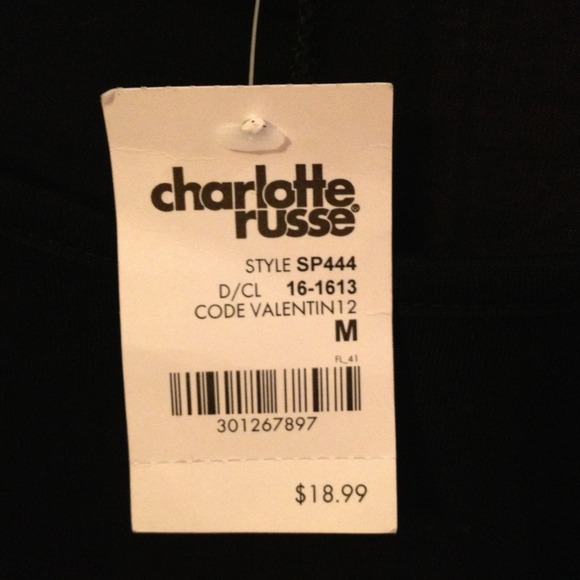 charlotte
russe®
STYLE SP444
D/CL 16-1613
CODE VALENTIN12
M
FL_41
301267897
$18.99